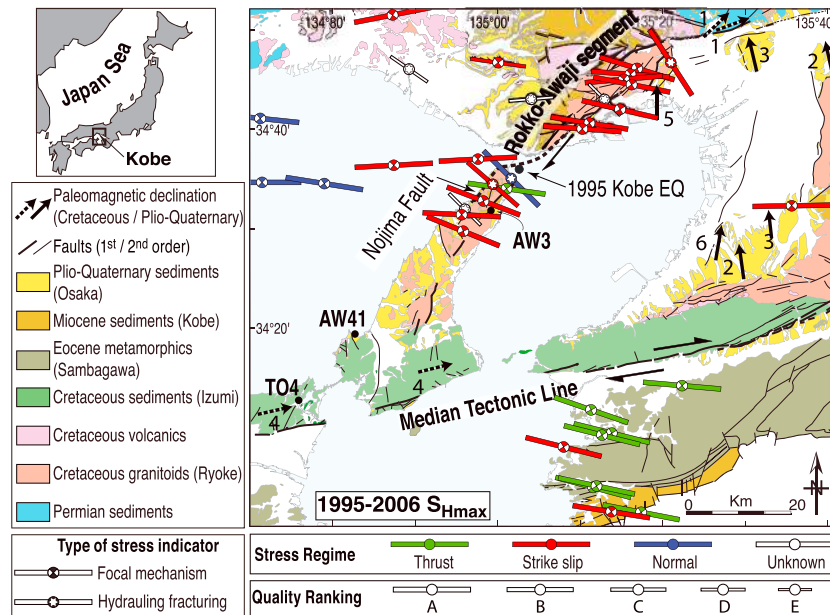 Japan Sea
Kobe
Paleomagnetic declination
(Cretaceous / Plio-Quaternary)
Faults (1st / 2nd order)
Plio-Quaternary sediments
(Osaka)
Miocene sediments (Kobe)
Eocene metamorphics
(Sambagawa)
Cretaceous sediments (Izumi)
Cretaceous volcanics
Cretaceous granitoids (Ryoke)
Permian sediments
Type of stress indicator
Focal mechanism
Hydrauling fracturing
134°80'
135°00'
135°20'
135°40'
34°40'
34°20'
Rokko-Awaji segment
1
3
2
5
1995 Kobe EQ
Nojima Fault
AW3
6
2
3
AW41
TO4
4
4
Median Tectonic Line
1995-2006 SHmax
0 Km 20
N
Stress Regime
Thrust
Strike slip
Normal
Unknown
Quality Ranking
A
B
C
D
E